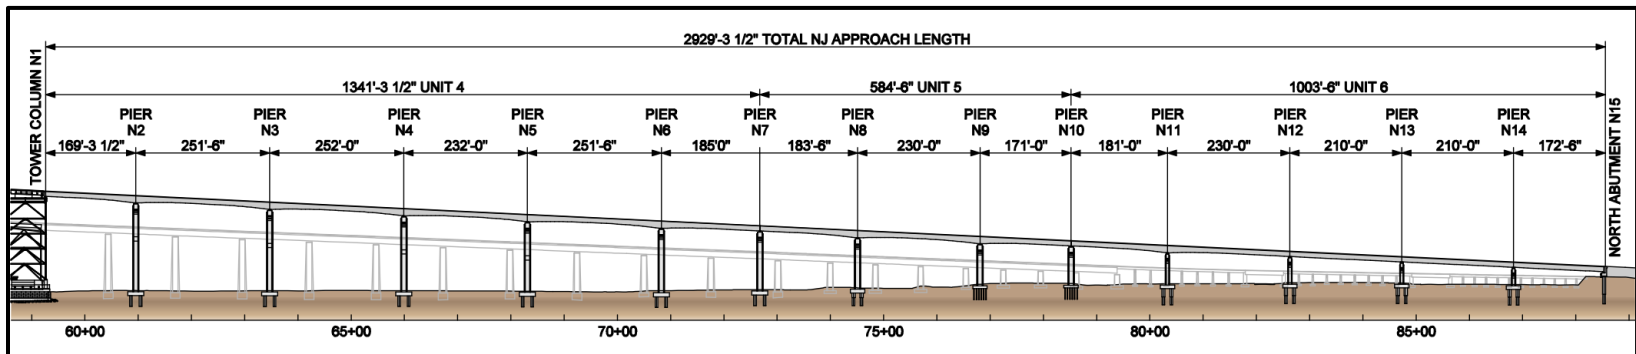 2929'-3 1/2" TOTAL NJ APPROACH LENGTH
1341'-3 1/2" UNIT 4
584'-6" UNIT 5
1003'-6" UNIT 6
TOWER COLUMN N1
PIER
N2
PIER
N3
PIER
N4
PIER
N5
PIER
N6
PIER
N7
PIER
N8
PIER
N9
PIER
N10
PIER
N11
PIER
N12
PIER
N13
PIER
N14
NORTH ABUTMENT N15
169'-3 1/2"
251'-6"
252'-0"
232'-0"
251'-6"
185'0"
183'-6"
230'-0"
171'-0"
181'-0"
230'-0"
210'-0"
210'-0"
172'-6"
60+00
65+00
70+00
75+00
80+00
85+00